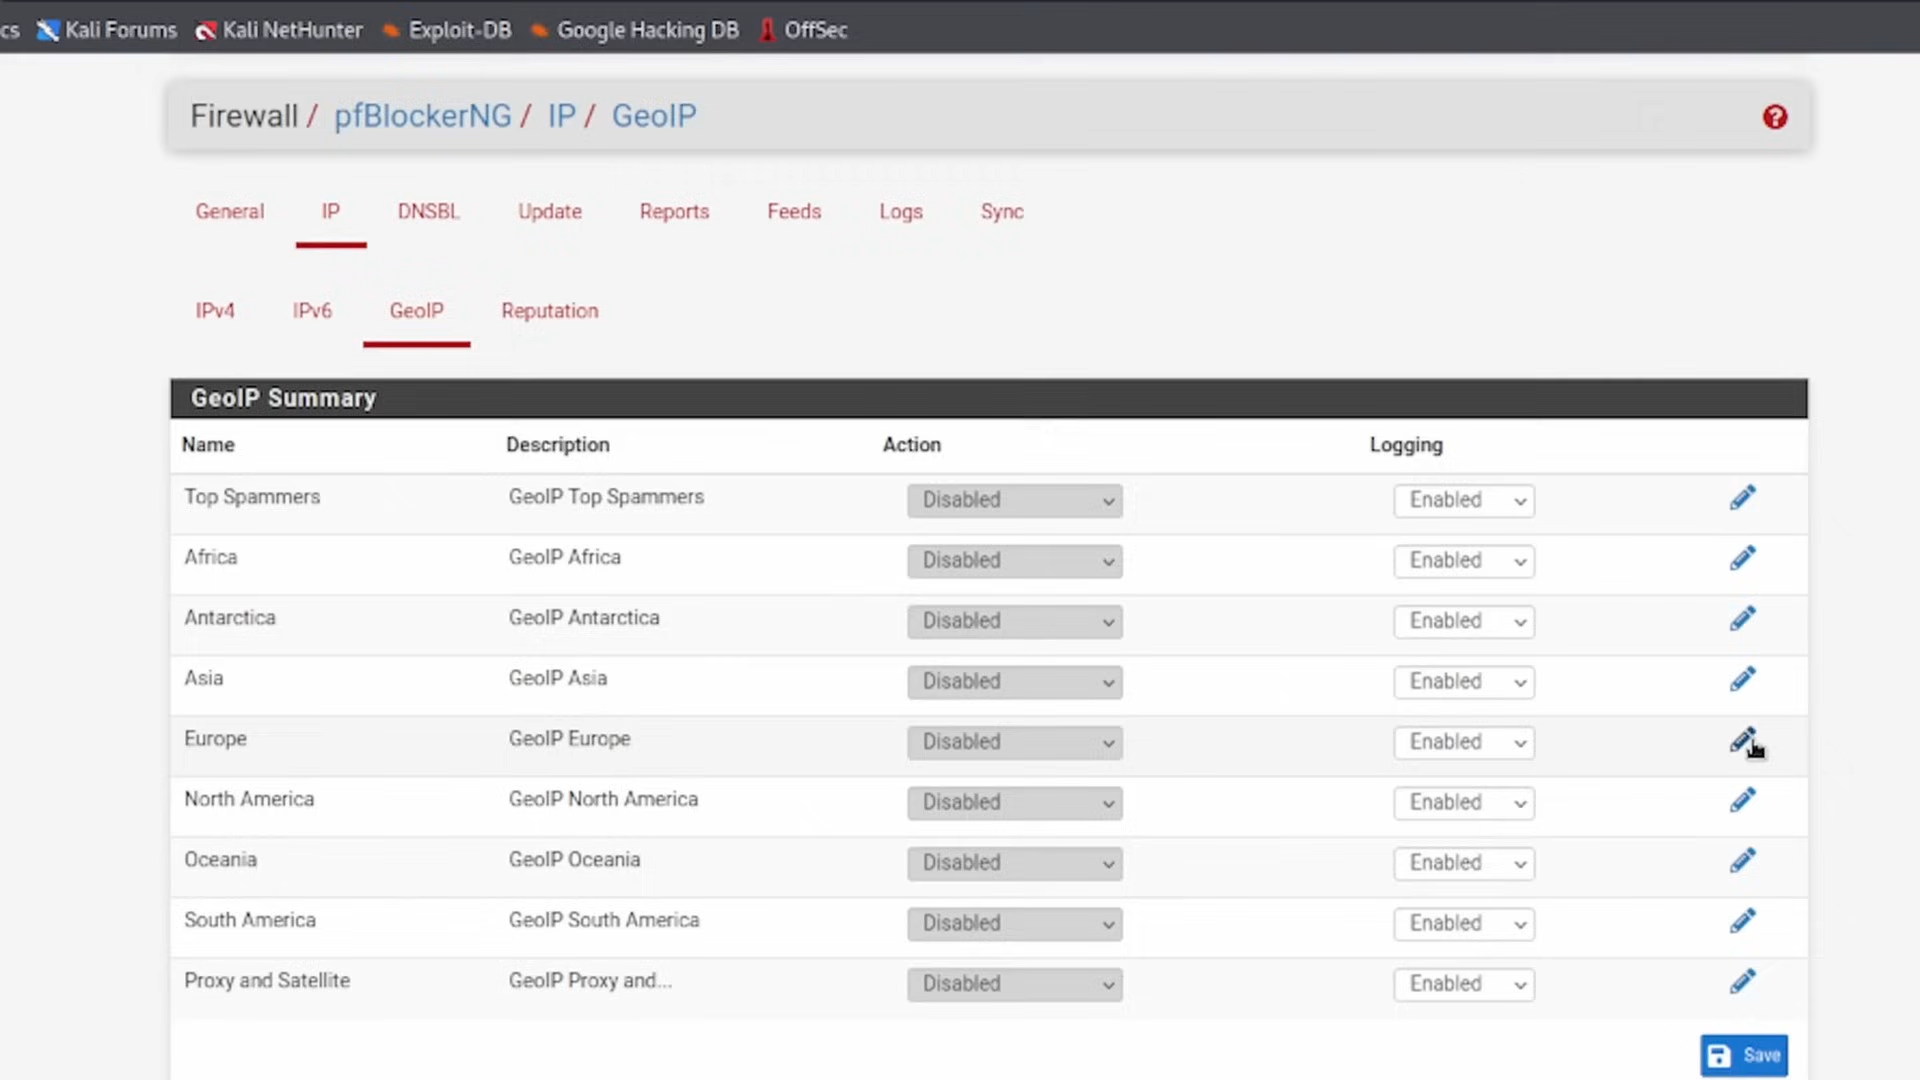 cs Kali Forums Kali NetHunter Exploit-DB Google Hacking DB OffSec
Firewall / pfBlockerNG / IP / GeoIP
General IP DNSBL Update Reports Feeds Logs Sync
IPv4 IPv6 GeoIP Reputation
GeoIP Summary
Name Description Action Logging
Top Spammers GeoIP Top Spammers Disabled Enabled
Africa GeoIP Africa Disabled Enabled
Antarctica GeoIP Antarctica Disabled Enabled
Asia GeoIP Asia Disabled Enabled
Europe GeoIP Europe Disabled Enabled
North America GeoIP North America Disabled Enabled
Oceania GeoIP Oceania Disabled Enabled
South America GeoIP South America Disabled Enabled
Proxy and Satellite GeoIP Proxy and... Disabled Enabled
Save